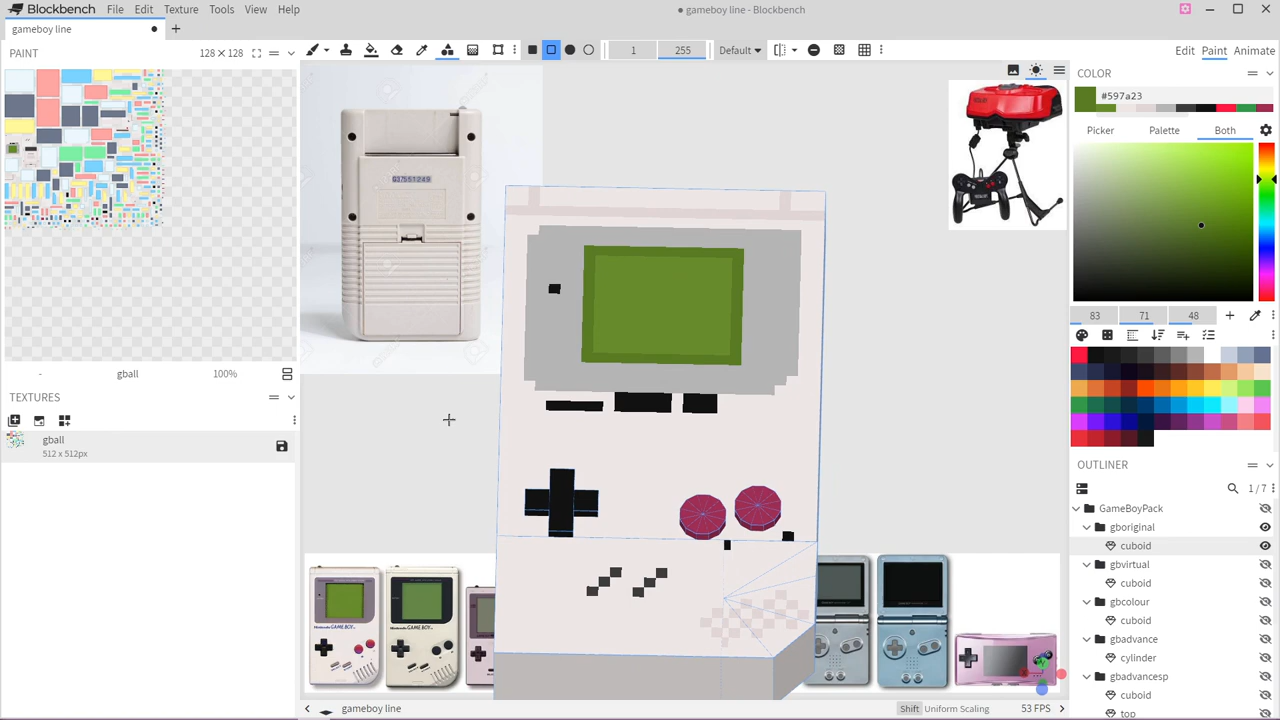 Blockbench File Edit Texture Tools View Help
● gameboy line - Blockbench
gameboy line ●
PAINT 128 × 128
1 255 Default
Edit Paint Animate
COLOR
#597a23
Picker Palette Both
G37551249
- gball 100%
83 71 48
TEXTURES
gball
512 x 512px
OUTLINER
1 / 7
GameBoyPack
gboriginal
cuboid
gbvirtual
cuboid
gbcolour
cuboid
gbadvance
cylinder
gbadvancesp
cuboid
top
gameboy line
Shift Uniform Scaling 53 FPS